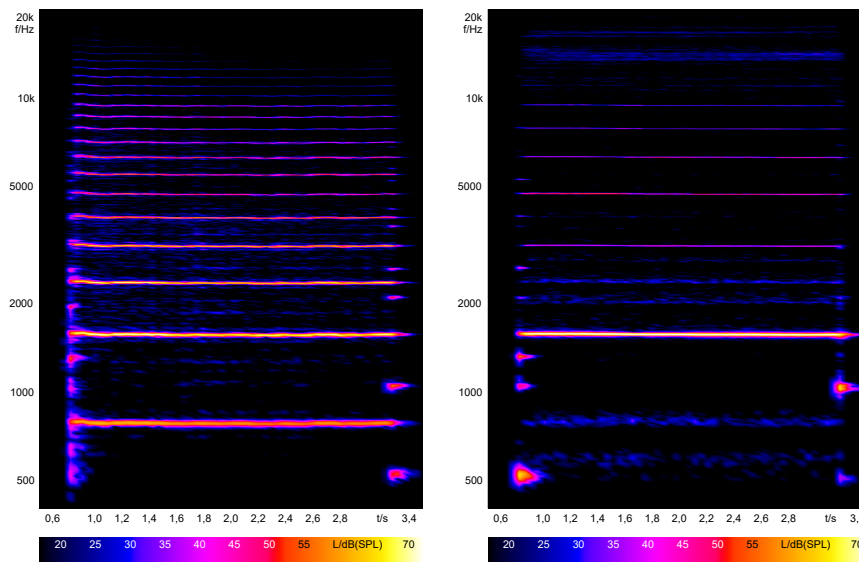 20k
f/Hz
10k
5000
2000
1000
500
0,6 1,0 1,2 1,4 1,6 1,8 2,0 2,2 2,4 2,6 2,8 t/s 3,4
20 25 30 35 40 45 50 55 L/dB(SPL) 70
20k
f/Hz
10k
5000
2000
1000
500
0,6 1,0 1,2 1,4 1,6 1,8 2,0 2,2 2,4 2,6 2,8 t/s 3,
20 25 30 35 40 45 50 55 L/dB(SPL) 70